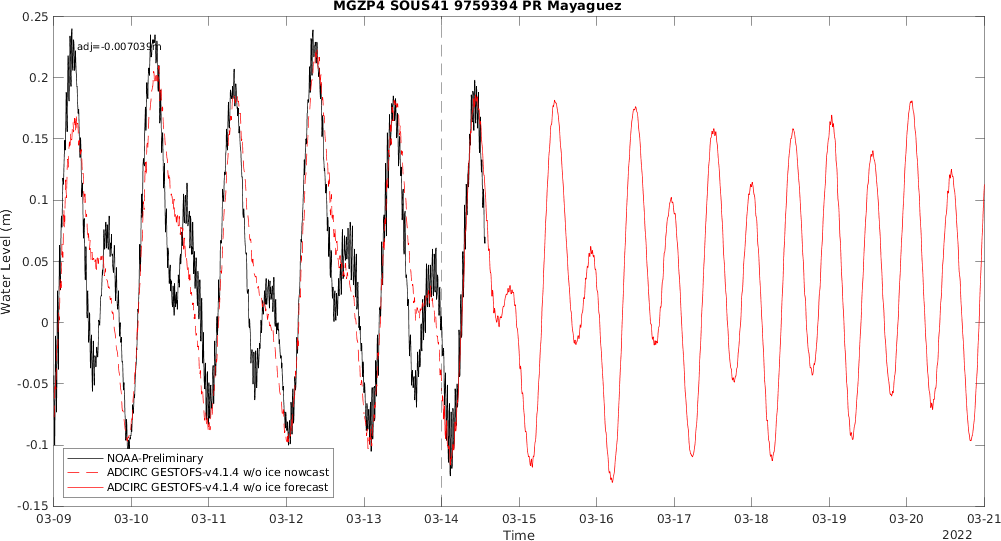 MGZP4 SOUS41 9759394 PR Mayaguez
adj=-0.007039m
0.25
0.2
0.15
0.1
0.05
0
-0.05
-0.1
-0.15
Water Level (m)
NOAA-Preliminary
ADCIRC GESTOFS-v4.1.4 w/o ice nowcast
ADCIRC GESTOFS-v4.1.4 w/o ice forecast
03-09 03-10 03-11 03-12 03-13 03-14 03-15 03-16 03-17 03-18 03-19 03-20 03-21
Time
2022